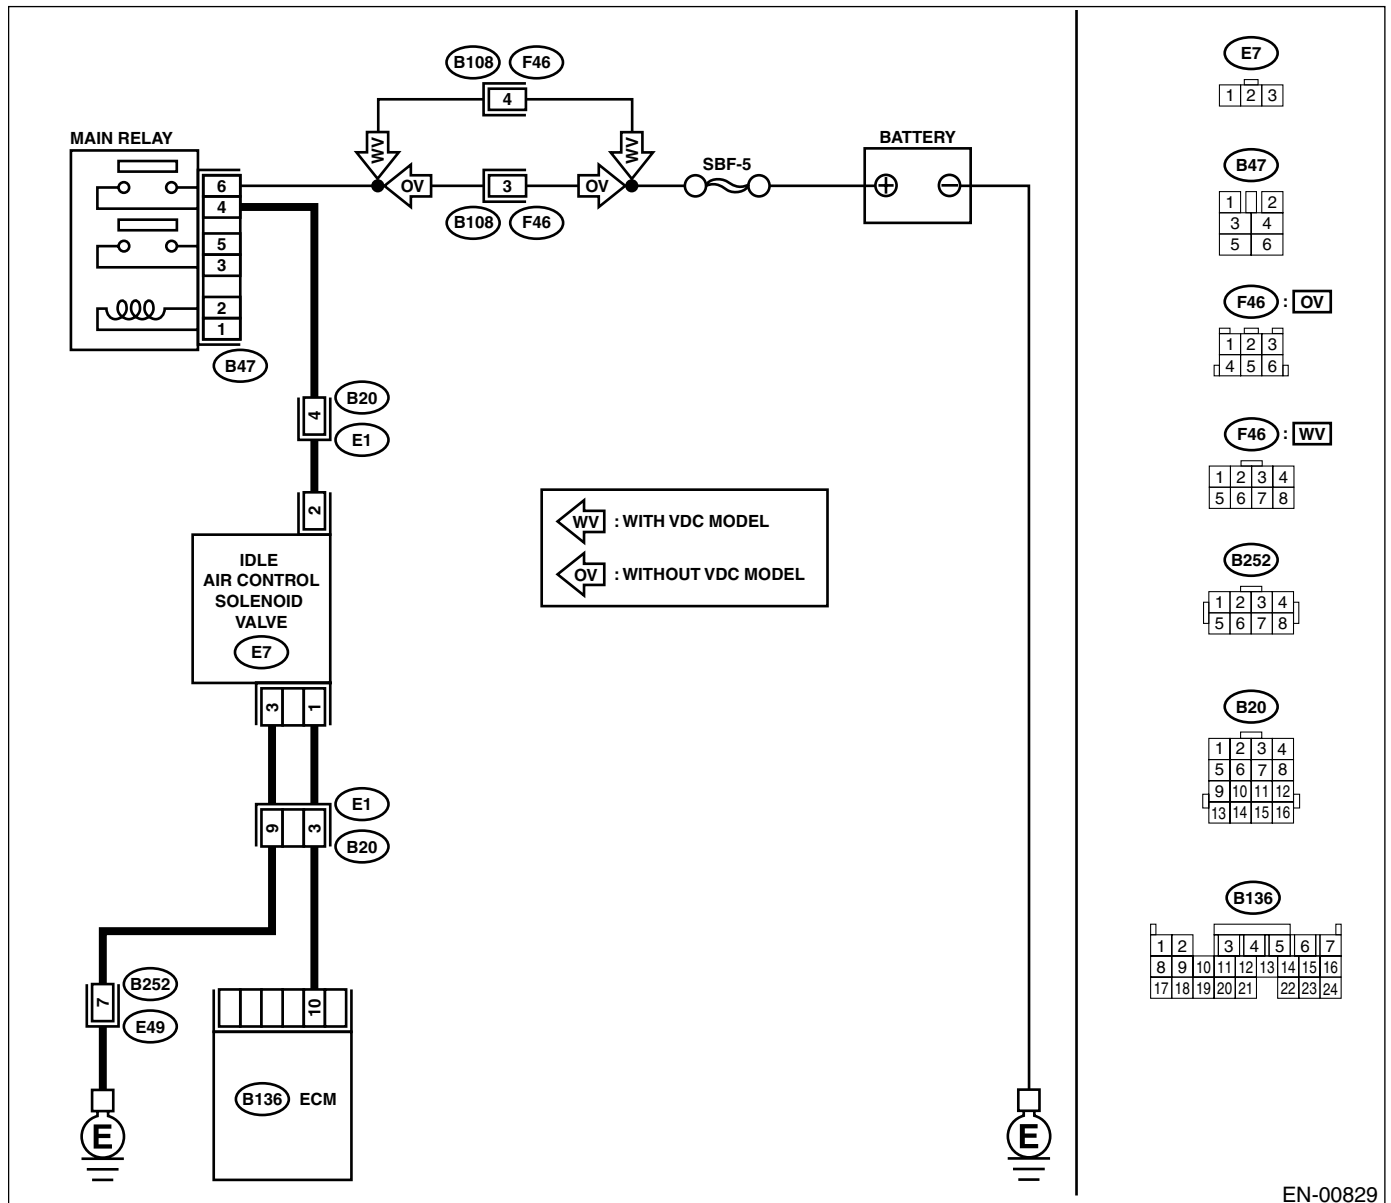 B108 F46
4
MAIN RELAY
WV WV
BATTERY
SBF-5
6
OV 3 OV
4
B108 F46
5
3
2
1
B47
4
B20
E1
2
IDLE
AIR CONTROL
SOLENOID
VALVE
E7
WV : WITH VDC MODEL
OV : WITHOUT VDC MODEL
3 1
E1
9 3
B20
B252
7
E49
10
B136 ECM
E
E
E7
1 2 3
B47
1 2
3 4
5 6
F46 : OV
1 2 3
4 5 6
F46 : WV
1 2 3 4
5 6 7 8
B252
1 2 3 4
5 6 7 8
B20
1 2 3 4
5 6 7 8
9 10 11 12
13 14 15 16
B136
1 2 3 4 5 6 7
8 9 10 11 12 13 14 15 16
17 18 19 20 21 22 23 24
EN-00829